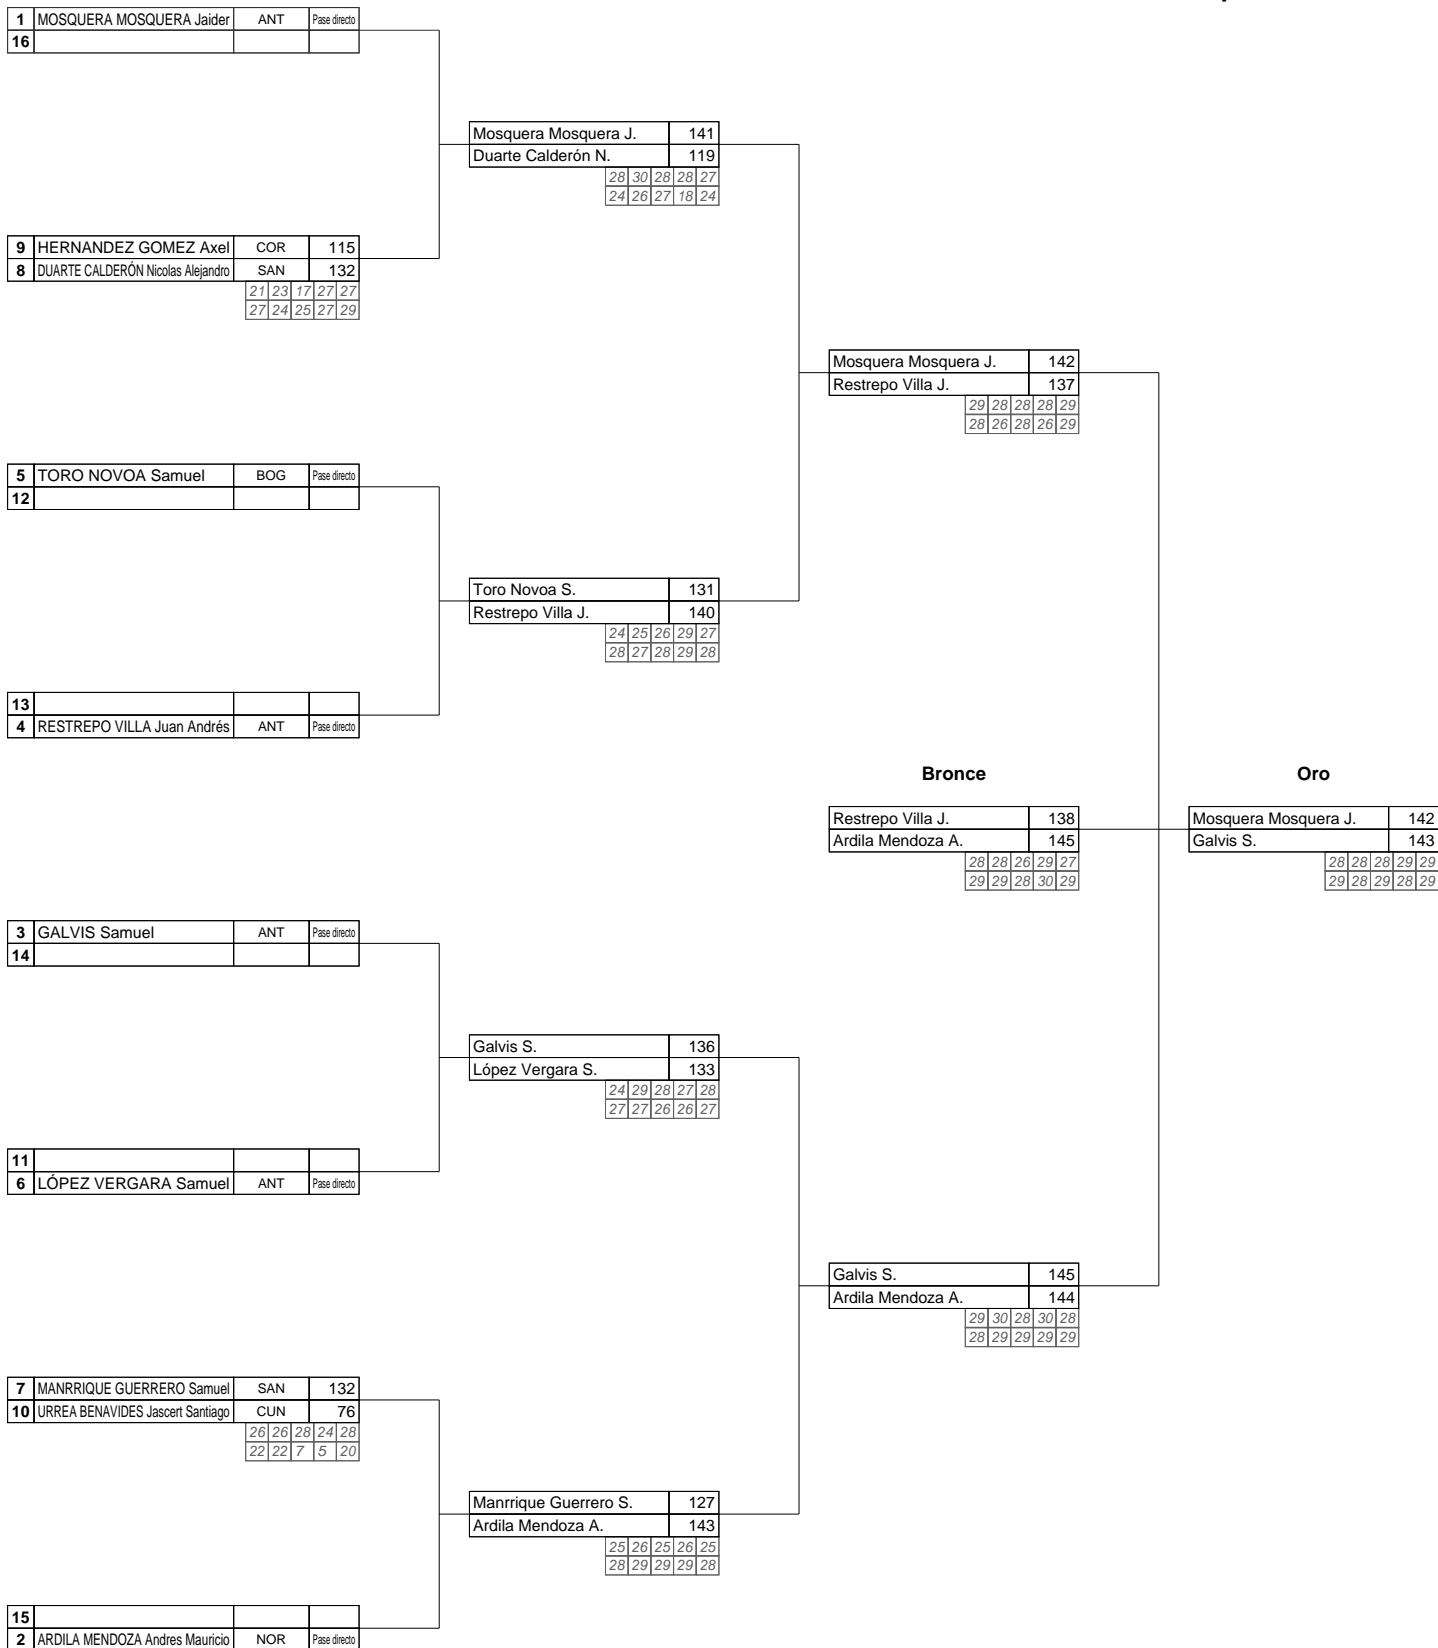 1 MOSQUERA MOSQUERA Jaider ANT Pase directo
16
Mosquera Mosquera J. 141
Duarte Calderón N. 119
28 30 28 28 27
24 26 27 18 24
9 HERNANDEZ GOMEZ Axel COR 115
8 DUARTE CALDERÓN Nicolas Alejandro SAN 132
21 23 17 27 27
27 24 25 27 29
Mosquera Mosquera J. 142
Restrepo Villa J. 137
29 28 28 28 29
28 26 28 26 29
5 TORO NOVOA Samuel BOG Pase directo
12
Toro Novoa S. 131
Restrepo Villa J. 140
24 25 26 29 27
28 27 28 29 28
13
4 RESTREPO VILLA Juan Andrés ANT Pase directo
Bronce Oro
Restrepo Villa J. 138 Mosquera Mosquera J. 142
Ardila Mendoza A. 145 Galvis S. 143
28 28 26 29 27 28 28 28 29 29
29 29 28 30 29 29 28 29 28 29
3 GALVIS Samuel ANT Pase directo
14
Galvis S. 136
López Vergara S. 133
24 29 28 27 28
27 27 26 26 27
11
6 LÓPEZ VERGARA Samuel ANT Pase directo
Galvis S. 145
Ardila Mendoza A. 144
29 30 28 30 28
28 29 29 29 29
7 MANRRIQUE GUERRERO Samuel SAN 132
10 URREA BENAVIDES Jascert Santiago CUN 76
26 26 28 24 28
22 22 7 5 20
Manrrique Guerrero S. 127
Ardila Mendoza A. 143
25 26 25 26 25
28 29 29 29 28
15
2 ARDILA MENDOZA Andres Mauricio NOR Pase directo